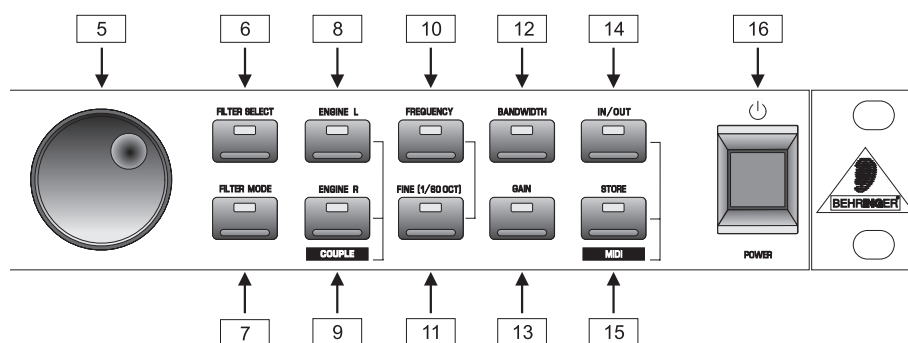 5 6 8 10 12 14 16
FILTER SELECT ENGINE L FREQUENCY BANDWIDTH IN/OUT
FILTER MODE ENGINE R FINE (1/60 OCT) GAIN STORE
BEHRINGER
COUPLE MIDI POWER
7 9 11 13 15